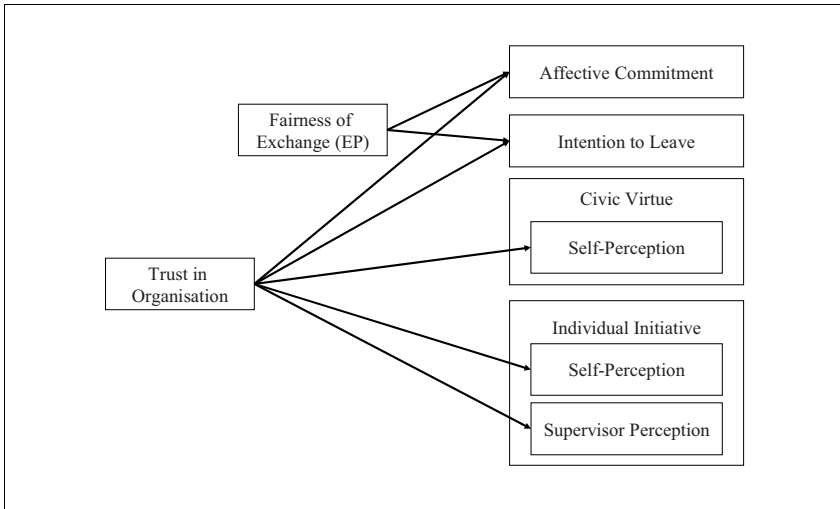 Affective Commitment
Fairness of
Exchange (EP)
Intention to Leave
Civic Virtue
Self-Perception
Trust in
Organisation
Individual Initiative
Self-Perception
Supervisor Perception